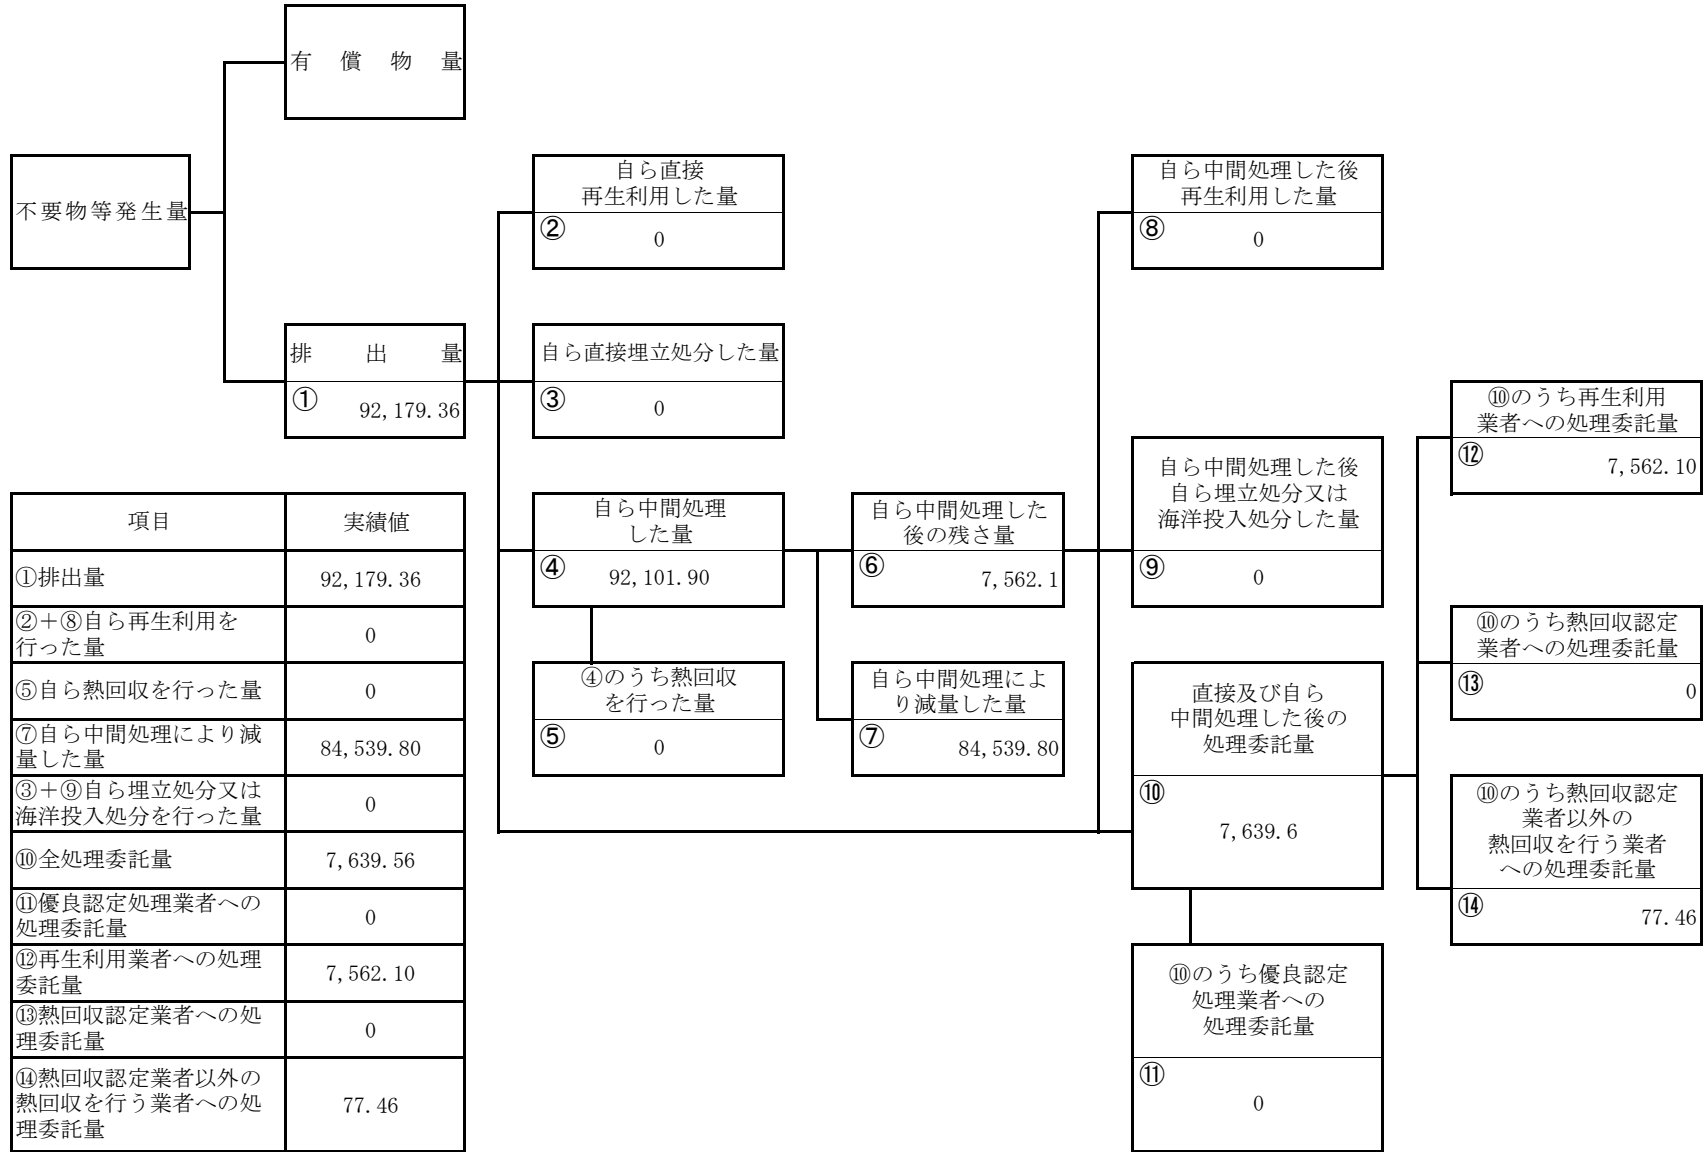 有償物量
不要物等発生量
排出量
① 92,179.36
自ら直接
再生利用した量
② 0
自ら直接埋立処分した量
③ 0
自ら中間処理
した量
④ 92,101.90
④のうち熱回収
を行った量
⑤ 0
自ら中間処理した
後の残さ量
⑥ 7,562.1
自ら中間処理によ
り減量した量
⑦ 84,539.80
自ら中間処理した後
再生利用した量
⑧ 0
自ら中間処理した後
自ら埋立処分又は
海洋投入処分した量
⑨ 0
直接及び自ら
中間処理した後の
処理委託量
⑩
7,639.6
⑩のうち優良認定
処理業者への
処理委託量
⑪
0
⑩のうち再生利用
業者への処理委託量
⑫ 7,562.10
⑩のうち熱回収認定
業者への処理委託量
⑬ 0
⑩のうち熱回収認定
業者以外の
熱回収を行う業者
への処理委託量
⑭ 77.46
項目 実績値
①排出量 92,179.36
②＋⑧自ら再生利用を
行った量 0
⑤自ら熱回収を行った量 0
⑦自ら中間処理により減
量した量 84,539.80
③＋⑨自ら埋立処分又は
海洋投入処分を行った量 0
⑩全処理委託量 7,639.56
⑪優良認定処理業者への
処理委託量 0
⑫再生利用業者への処理
委託量 7,562.10
⑬熱回収認定業者への処
理委託量 0
⑭熱回収認定業者以外の
熱回収を行う業者への処
理委託量 77.46